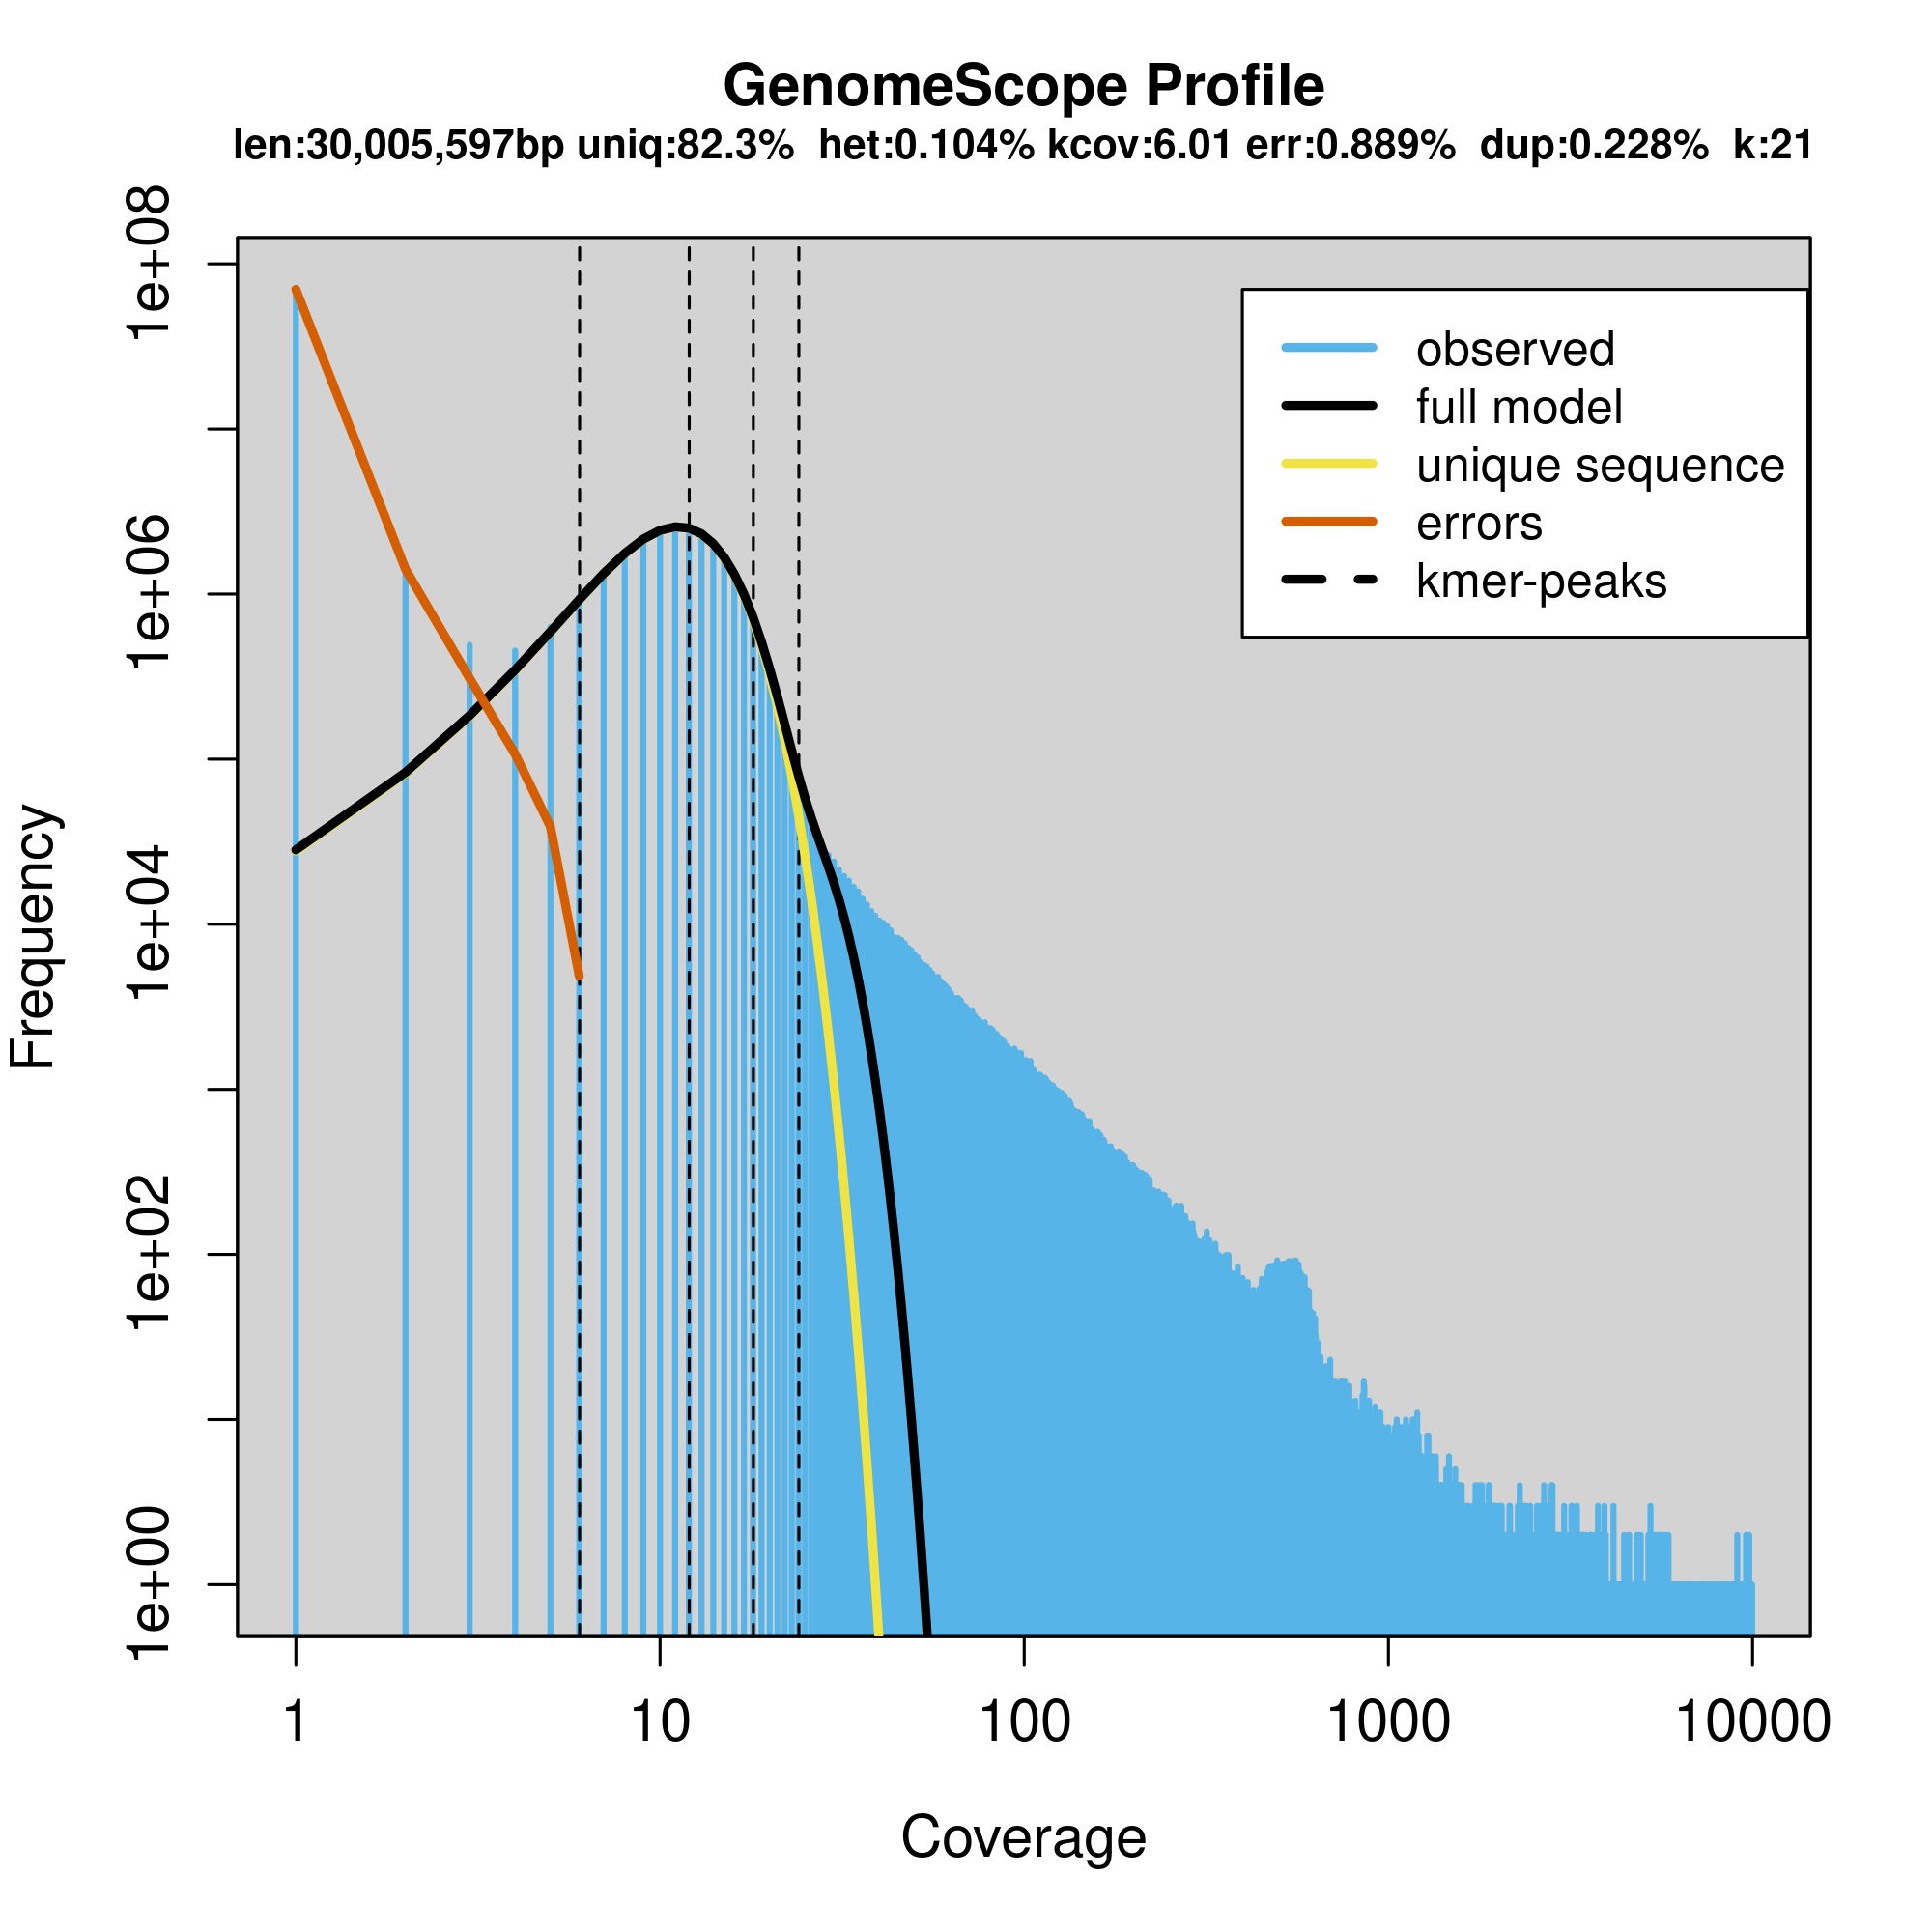 GenomeScope Profile
len:30,005,597bp uniq:82.3% het:0.104% kcov:6.01 err:0.889% dup:0.228% k:21
1e+08
1e+06
1e+04
1e+02
1e+00
Frequency
observed
full model
unique sequence
errors
kmer-peaks
1 10 100 1000 10000
Coverage